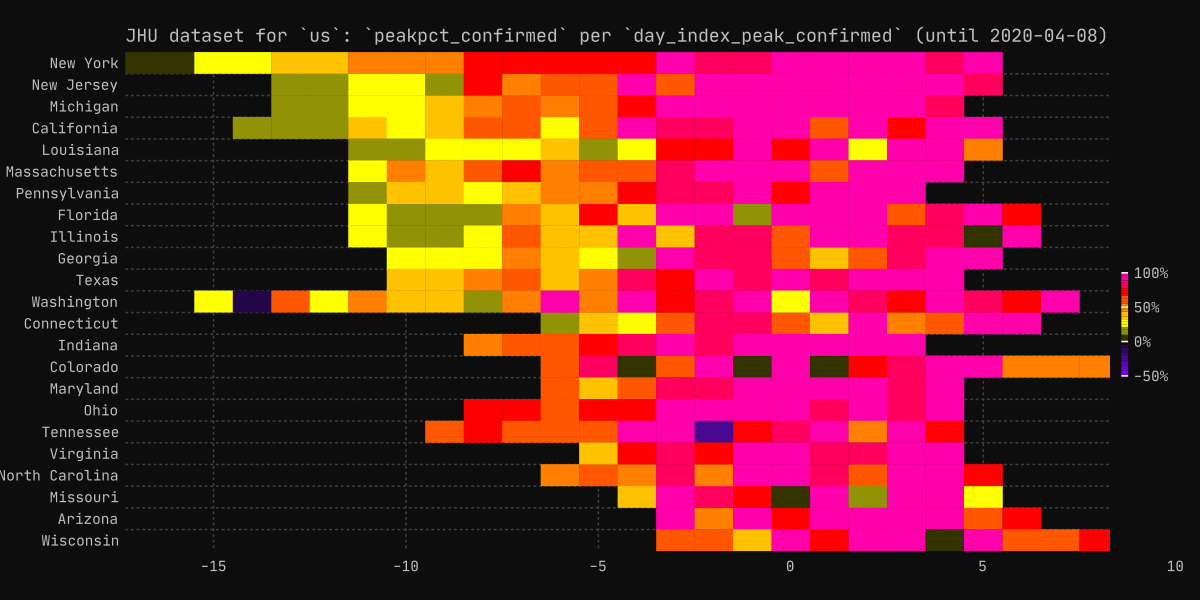 JHU dataset for `us`: `peakpct_confirmed` per `day_index_peak_confirmed` (until 2020-04-08)
New York
New Jersey
Michigan
California
Louisiana
Massachusetts
Pennsylvania
Florida
Illinois
Georgia
Texas
Washington
Connecticut
Indiana
Colorado
Maryland
Ohio
Tennessee
Virginia
North Carolina
Missouri
Arizona
Wisconsin
100%
50%
0%
-50%
-15 -10 -5 0 5 10